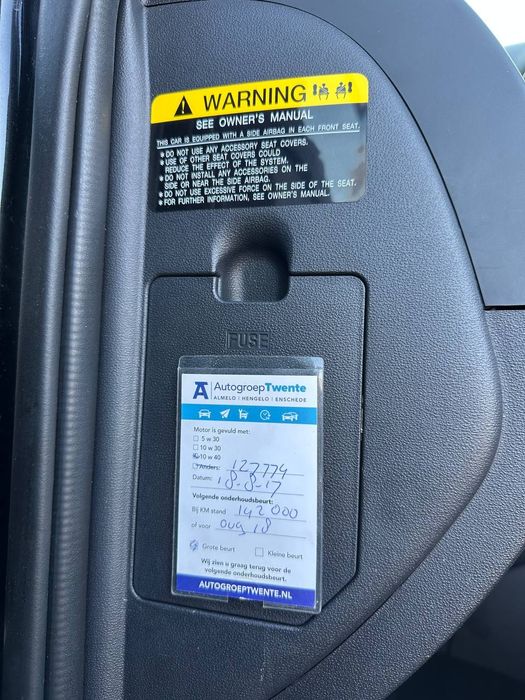 WARNING
SEE OWNER'S MANUAL
THIS CAR IS EQUIPPED WITH A SIDE AIRBAG IN EACH FRONT SEAT.
* DO NOT USE ANY ACCESSORY SEAT COVERS.
* USE OF OTHER SEAT COVERS COULD
REDUCE THE EFFECT OF THE SYSTEM.
* DO NOT INSTALL ANY ACCESSORIES ON THE
SIDE OR NEAR THE SIDE AIRBAG.
* DO NOT USE EXCESSIVE FORCE ON THE SIDE OF THE SEAT.
* FOR FURTHER INFORMATION, SEE OWNER'S MANUAL.
FUSE
AutogroepTwente
ALMELO | HENGELO | ENSCHEDE
Motor is gevuld met:
5 w 30
10 w 30
10 w 40
Anders: 127774
Datum: 18-8-17
Volgende onderhoudsbeurt:
Bij KM stand 142000
of voor aug 18
Grote beurt Kleine beurt
Wij zien u graag terug voor de
volgende onderhoudsbeurt.
AUTOGROEPTWENTE.NL